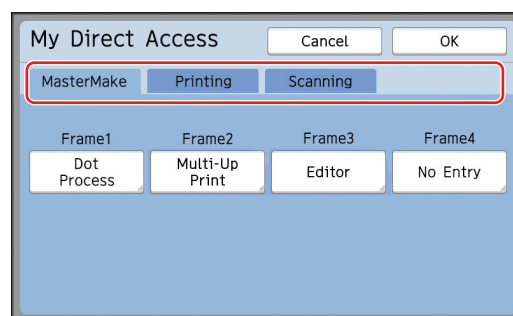 My Direct Access Cancel OK
MasterMake Printing Scanning
Frame1 Frame2 Frame3 Frame4
Dot Process Multi-Up Print Editor No Entry